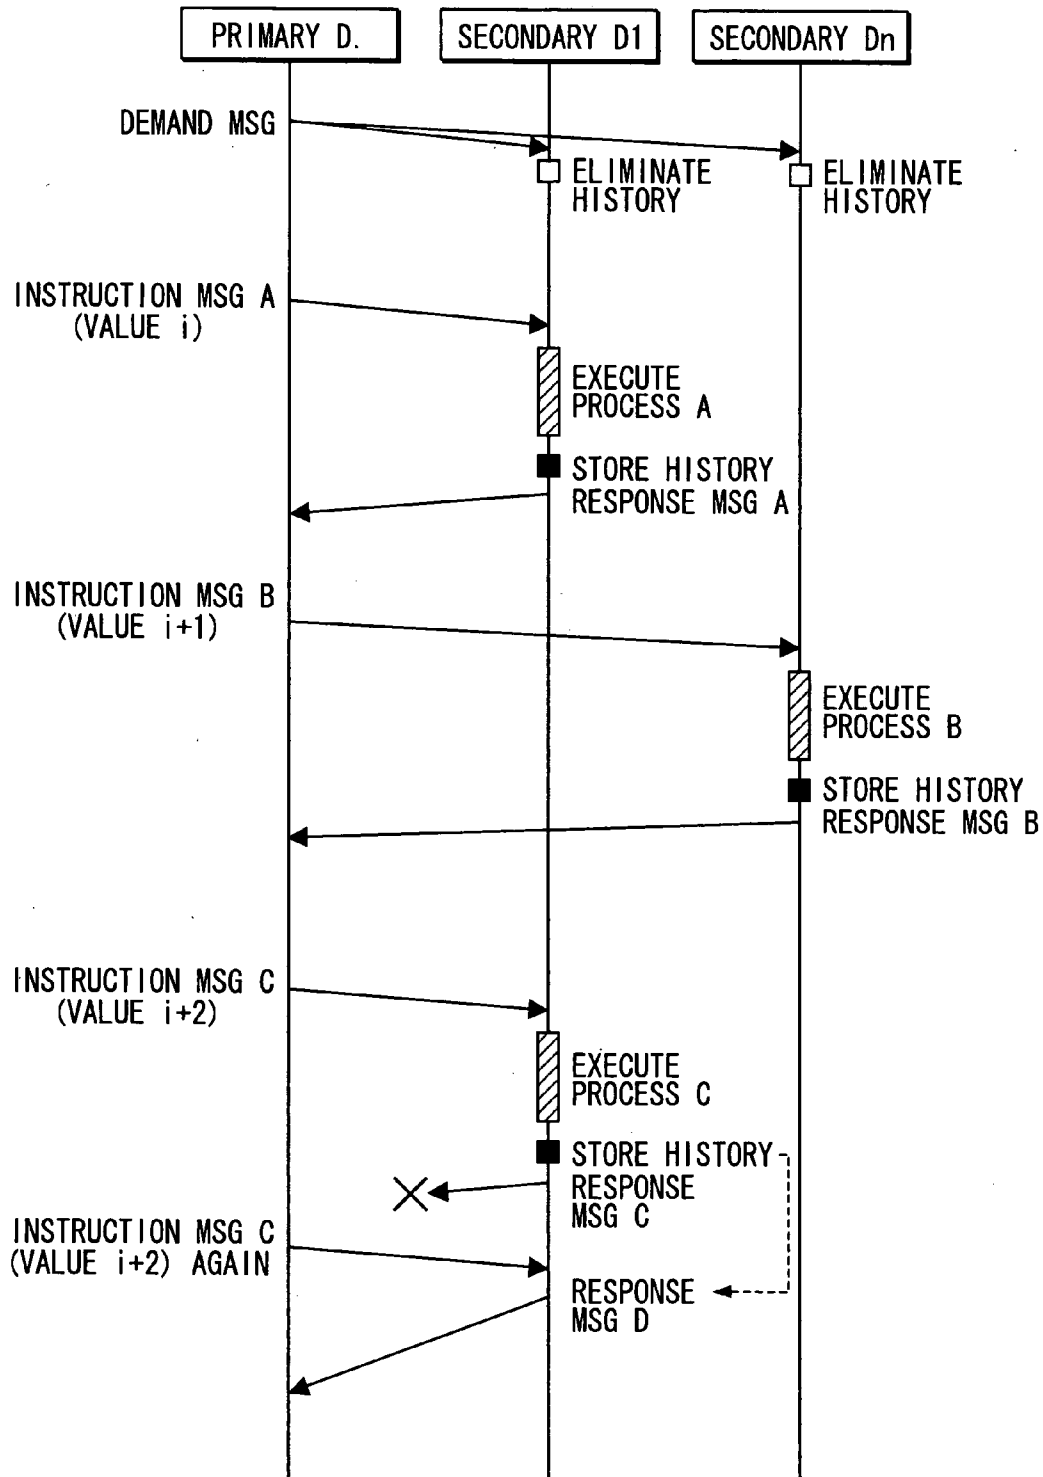 PRIMARY D.
SECONDARY D1
SECONDARY Dn
DEMAND MSG
ELIMINATE
HISTORY
ELIMINATE
HISTORY
INSTRUCTION MSG A
(VALUE i)
EXECUTE
PROCESS A
STORE HISTORY
RESPONSE MSG A
INSTRUCTION MSG B
(VALUE i+1)
EXECUTE
PROCESS B
STORE HISTORY
RESPONSE MSG B
INSTRUCTION MSG C
(VALUE i+2)
EXECUTE
PROCESS C
STORE HISTORY
RESPONSE
MSG C
INSTRUCTION MSG C
(VALUE i+2) AGAIN
RESPONSE
MSG D